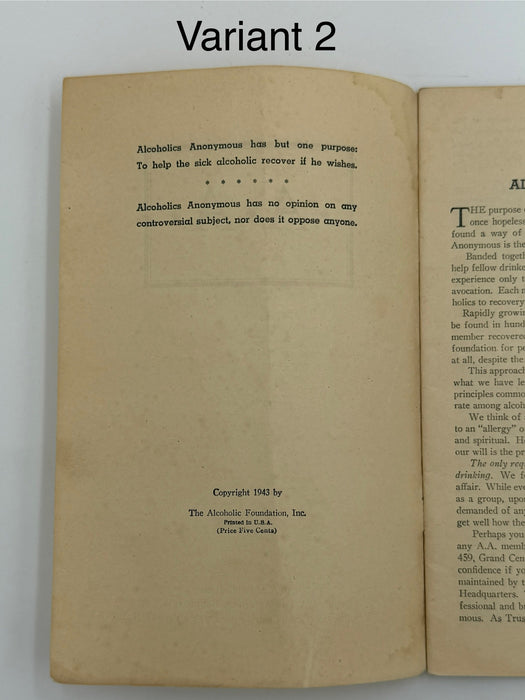 Variant 2
Alcoholics Anonymous has but one purpose:
To help the sick alcoholic recover if he wishes.
* * * * * *
Alcoholics Anonymous has no opinion on any
controversial subject, nor does it oppose anyone.
Copyright 1943 by
The Alcoholic Foundation, Inc.
Printed in U.S.A.
(Price Five Cents)
AL
THE purpose
once hopeles
found a way of
Anonymous is the
Banded togeth
help fellow drinke
experience only t
avocation. Each
holics to recovery
Rapidly growin
be found in hund
member recovere
foundation for pe
at all, despite the
This approach
what we have le
principles commo
rate among alcoh
We think of
to an "allergy" o
and spiritual. H
our will is the pr
The only req
drinking. We f
affair. While eve
as a group, upo
demanded of an
get well how the
Perhaps you
any A.A. memb
459, Grand Cen
confidence if yo
maintained by t
Headquarters.
fessional and b
mous. As Trus